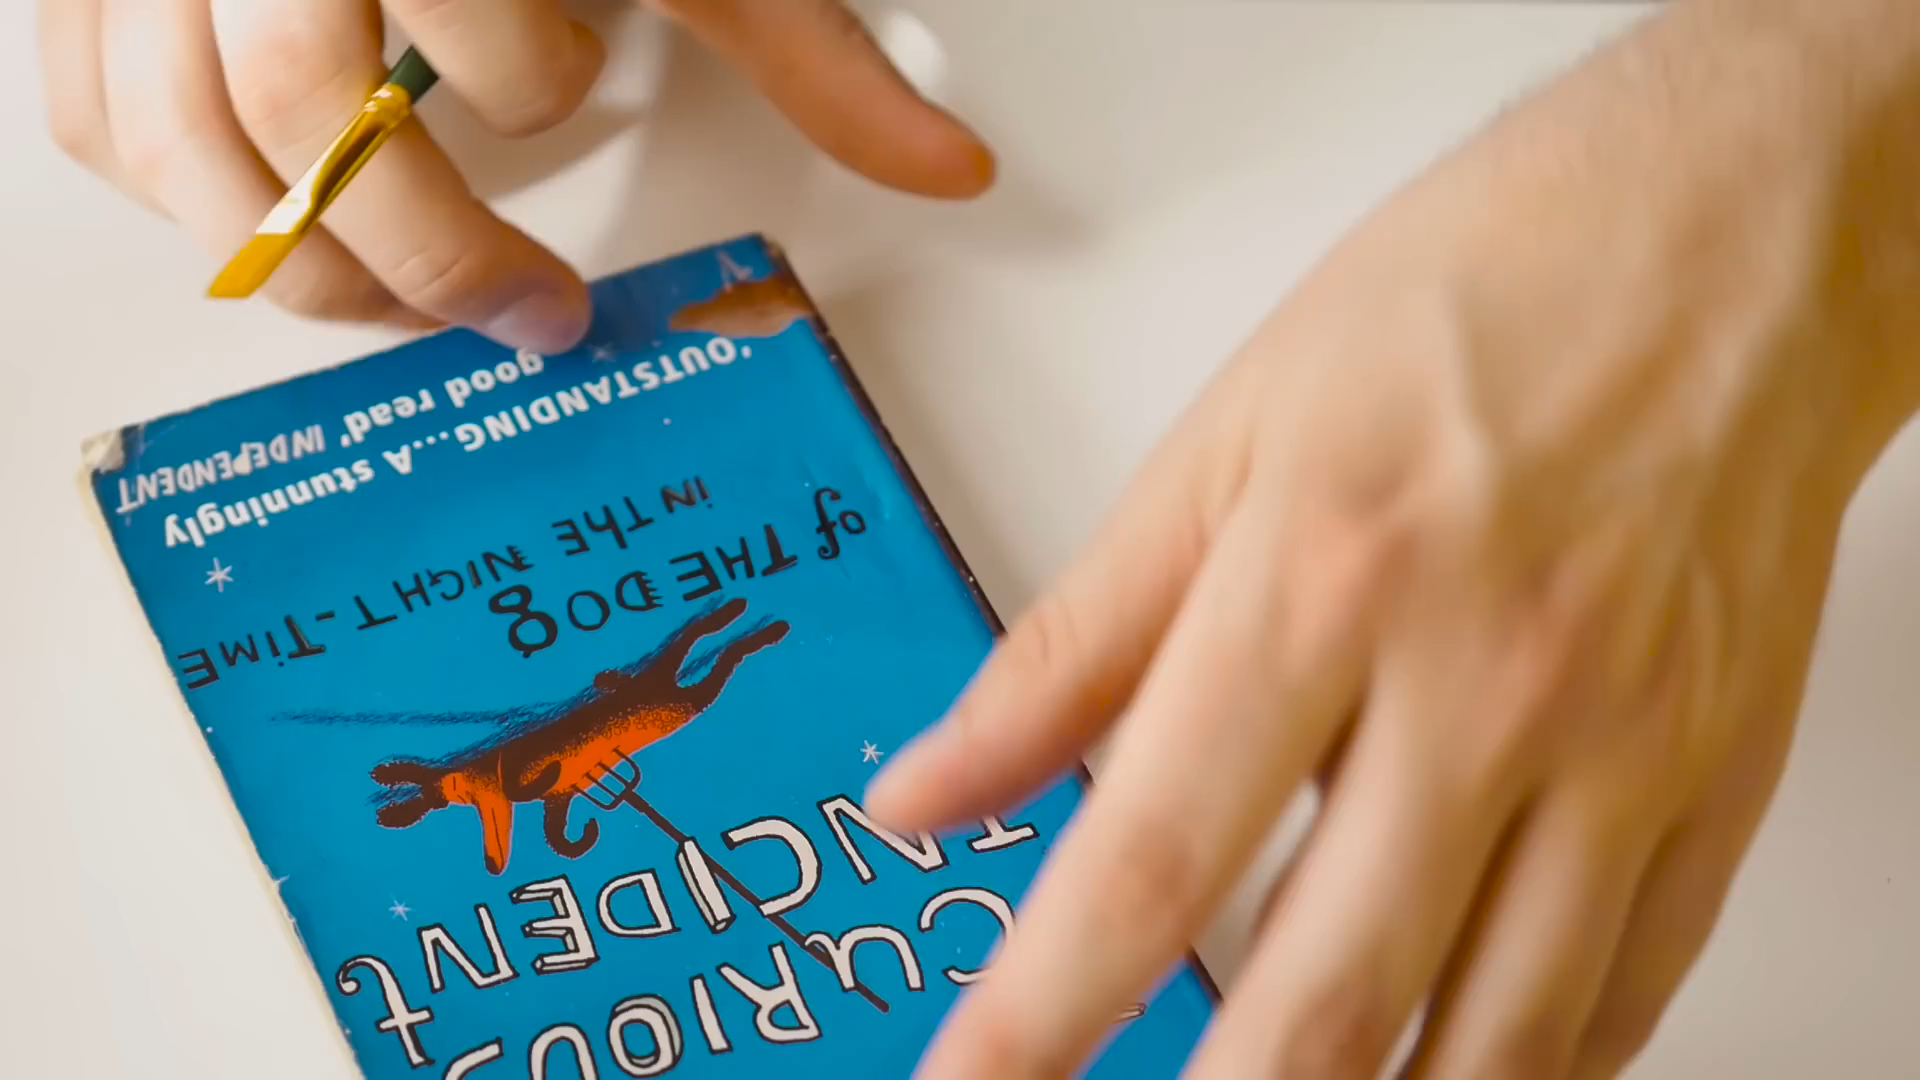 CURIOUS
INCIDENT
of THE DOG
IN THE NIGHT-TIME
'OUTSTANDING...A stunningly
good read' INDEPENDENT